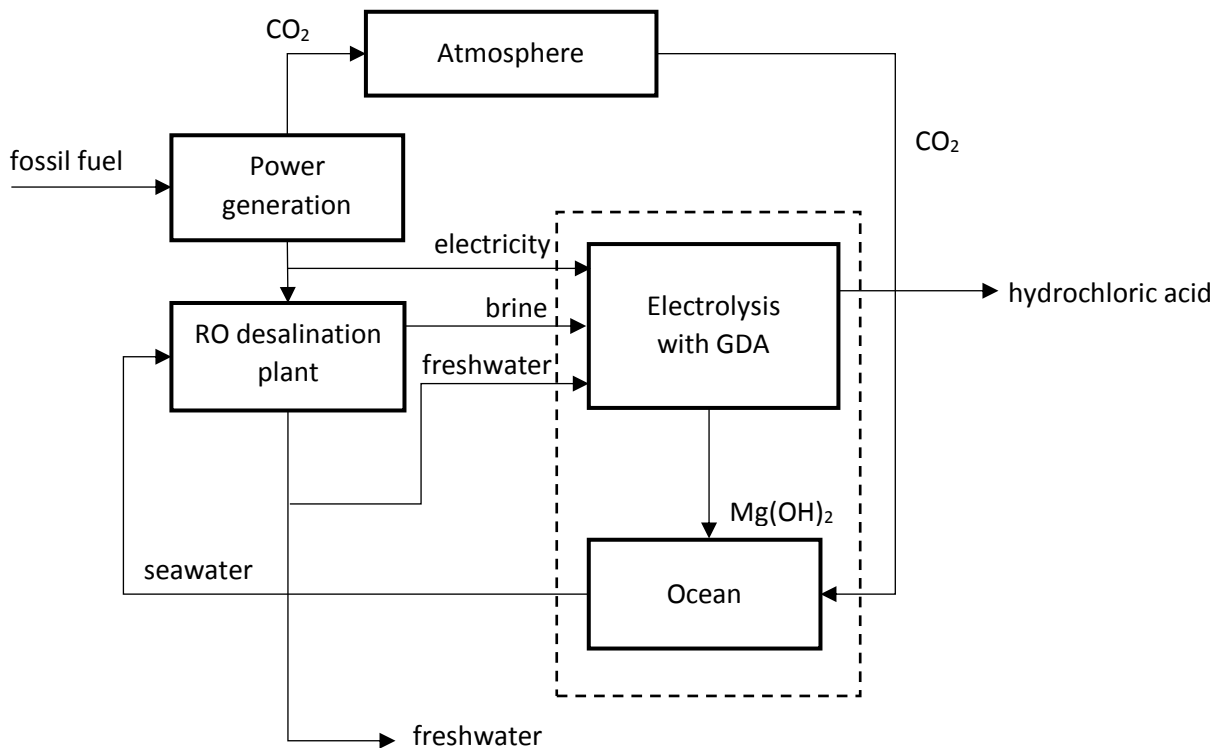 CO₂
Atmosphere
CO₂
fossil fuel
Power
generation
electricity
hydrochloric acid
brine
Electrolysis
with GDA
RO desalination
plant
freshwater
Mg(OH)₂
seawater
Ocean
freshwater